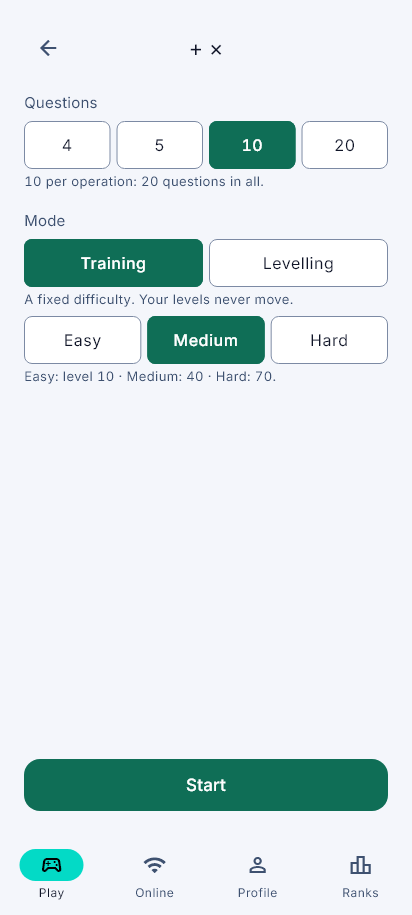 + ×
Questions
4 5 10 20
10 per operation: 20 questions in all.
Mode
Training Levelling
A fixed difficulty. Your levels never move.
Easy Medium Hard
Easy: level 10 · Medium: 40 · Hard: 70.
Start
Play Online Profile Ranks